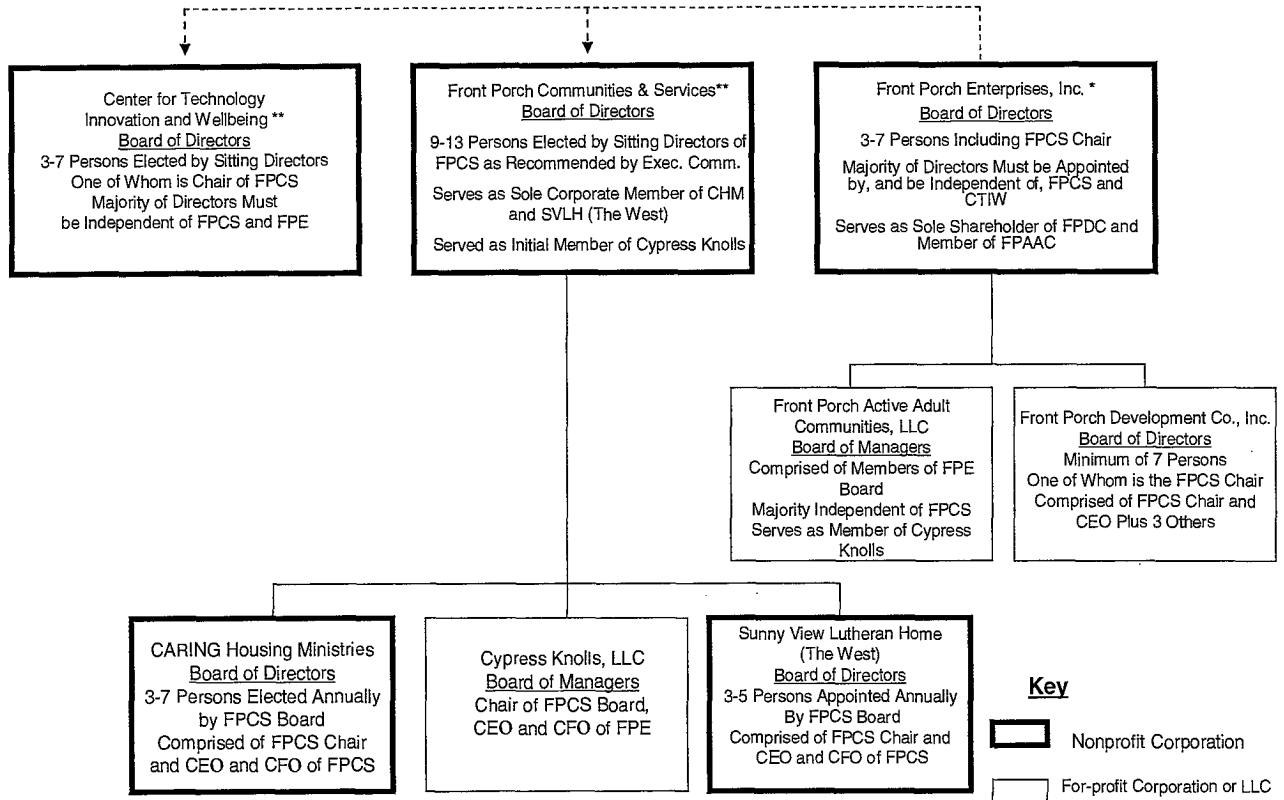 Center for Technology
Innovation and Wellbeing **
Board of Directors
3-7 Persons Elected by Sitting Directors
One of Whom is Chair of FPCS
Majority of Directors Must
be Independent of FPCS and FPE
Front Porch Communities & Services**
Board of Directors
9-13 Persons Elected by Sitting Directors of
FPCS as Recommended by Exec. Comm.
Serves as Sole Corporate Member of CHM
and SVLH (The West)
Served as Initial Member of Cypress Knolls
Front Porch Enterprises, Inc. *
Board of Directors
3-7 Persons Including FPCS Chair
Majority of Directors Must be Appointed
by, and be Independent of, FPCS and
CTIW
Serves as Sole Shareholder of FPDC and
Member of FPAAC
Front Porch Active Adult
Communities, LLC
Board of Managers
Comprised of Members of FPE
Board
Majority Independent of FPCS
Serves as Member of Cypress
Knolls
Front Porch Development Co., Inc.
Board of Directors
Minimum of 7 Persons
One of Whom is the FPCS Chair
Comprised of FPCS Chair and
CEO Plus 3 Others
CARING Housing Ministries
Board of Directors
3-7 Persons Elected Annually
by FPCS Board
Comprised of FPCS Chair
and CEO and CFO of FPCS
Cypress Knolls, LLC
Board of Managers
Chair of FPCS Board,
CEO and CFO of FPE
Sunny View Lutheran Home
(The West)
Board of Directors
3-5 Persons Appointed Annually
By FPCS Board
Comprised of FPCS Chair and
CEO and CFO of FPCS
Key
Nonprofit Corporation
For-profit Corporation or LLC